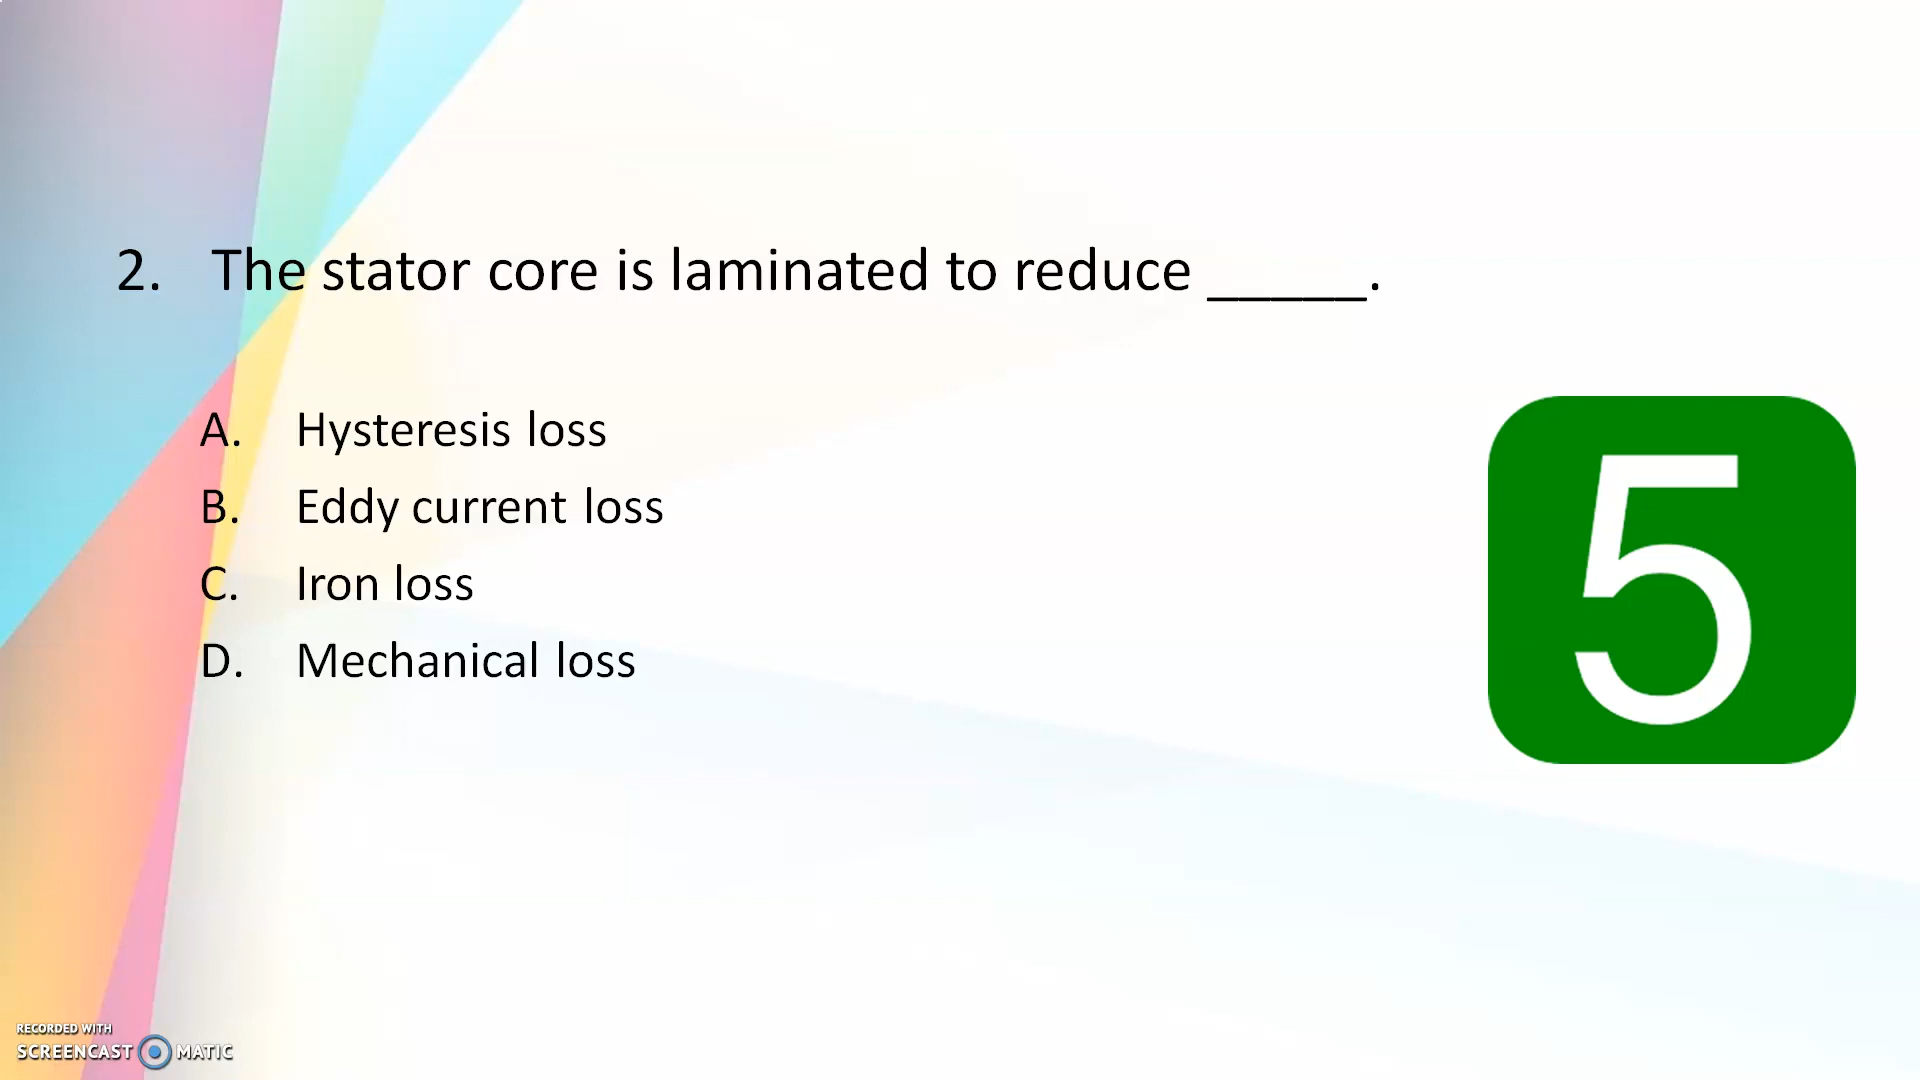 2. The stator core is laminated to reduce _____.
A. Hysteresis loss
B. Eddy current loss
C. Iron loss
D. Mechanical loss
5
RECORDED WITH
SCREENCAST MATIC